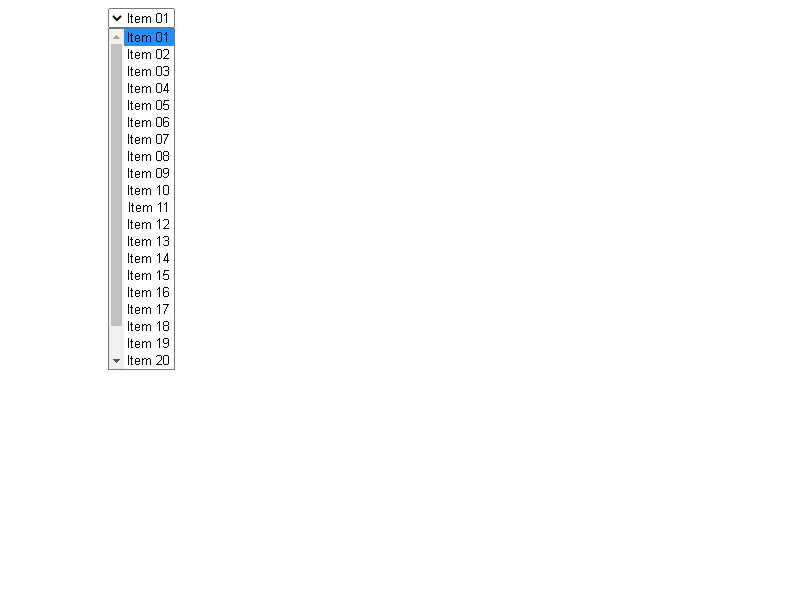 Item 01
Item 01
Item 02
Item 03
Item 04
Item 05
Item 06
Item 07
Item 08
Item 09
Item 10
Item 11
Item 12
Item 13
Item 14
Item 15
Item 16
Item 17
Item 18
Item 19
Item 20